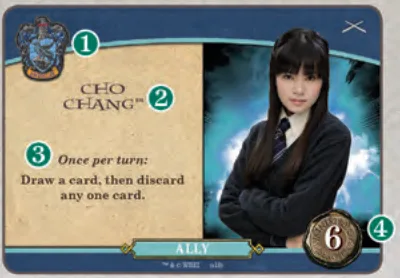 1
CHO
CHANG™ 2
3 Once per turn:
Draw a card, then discard
any one card.
4
6
ALLY